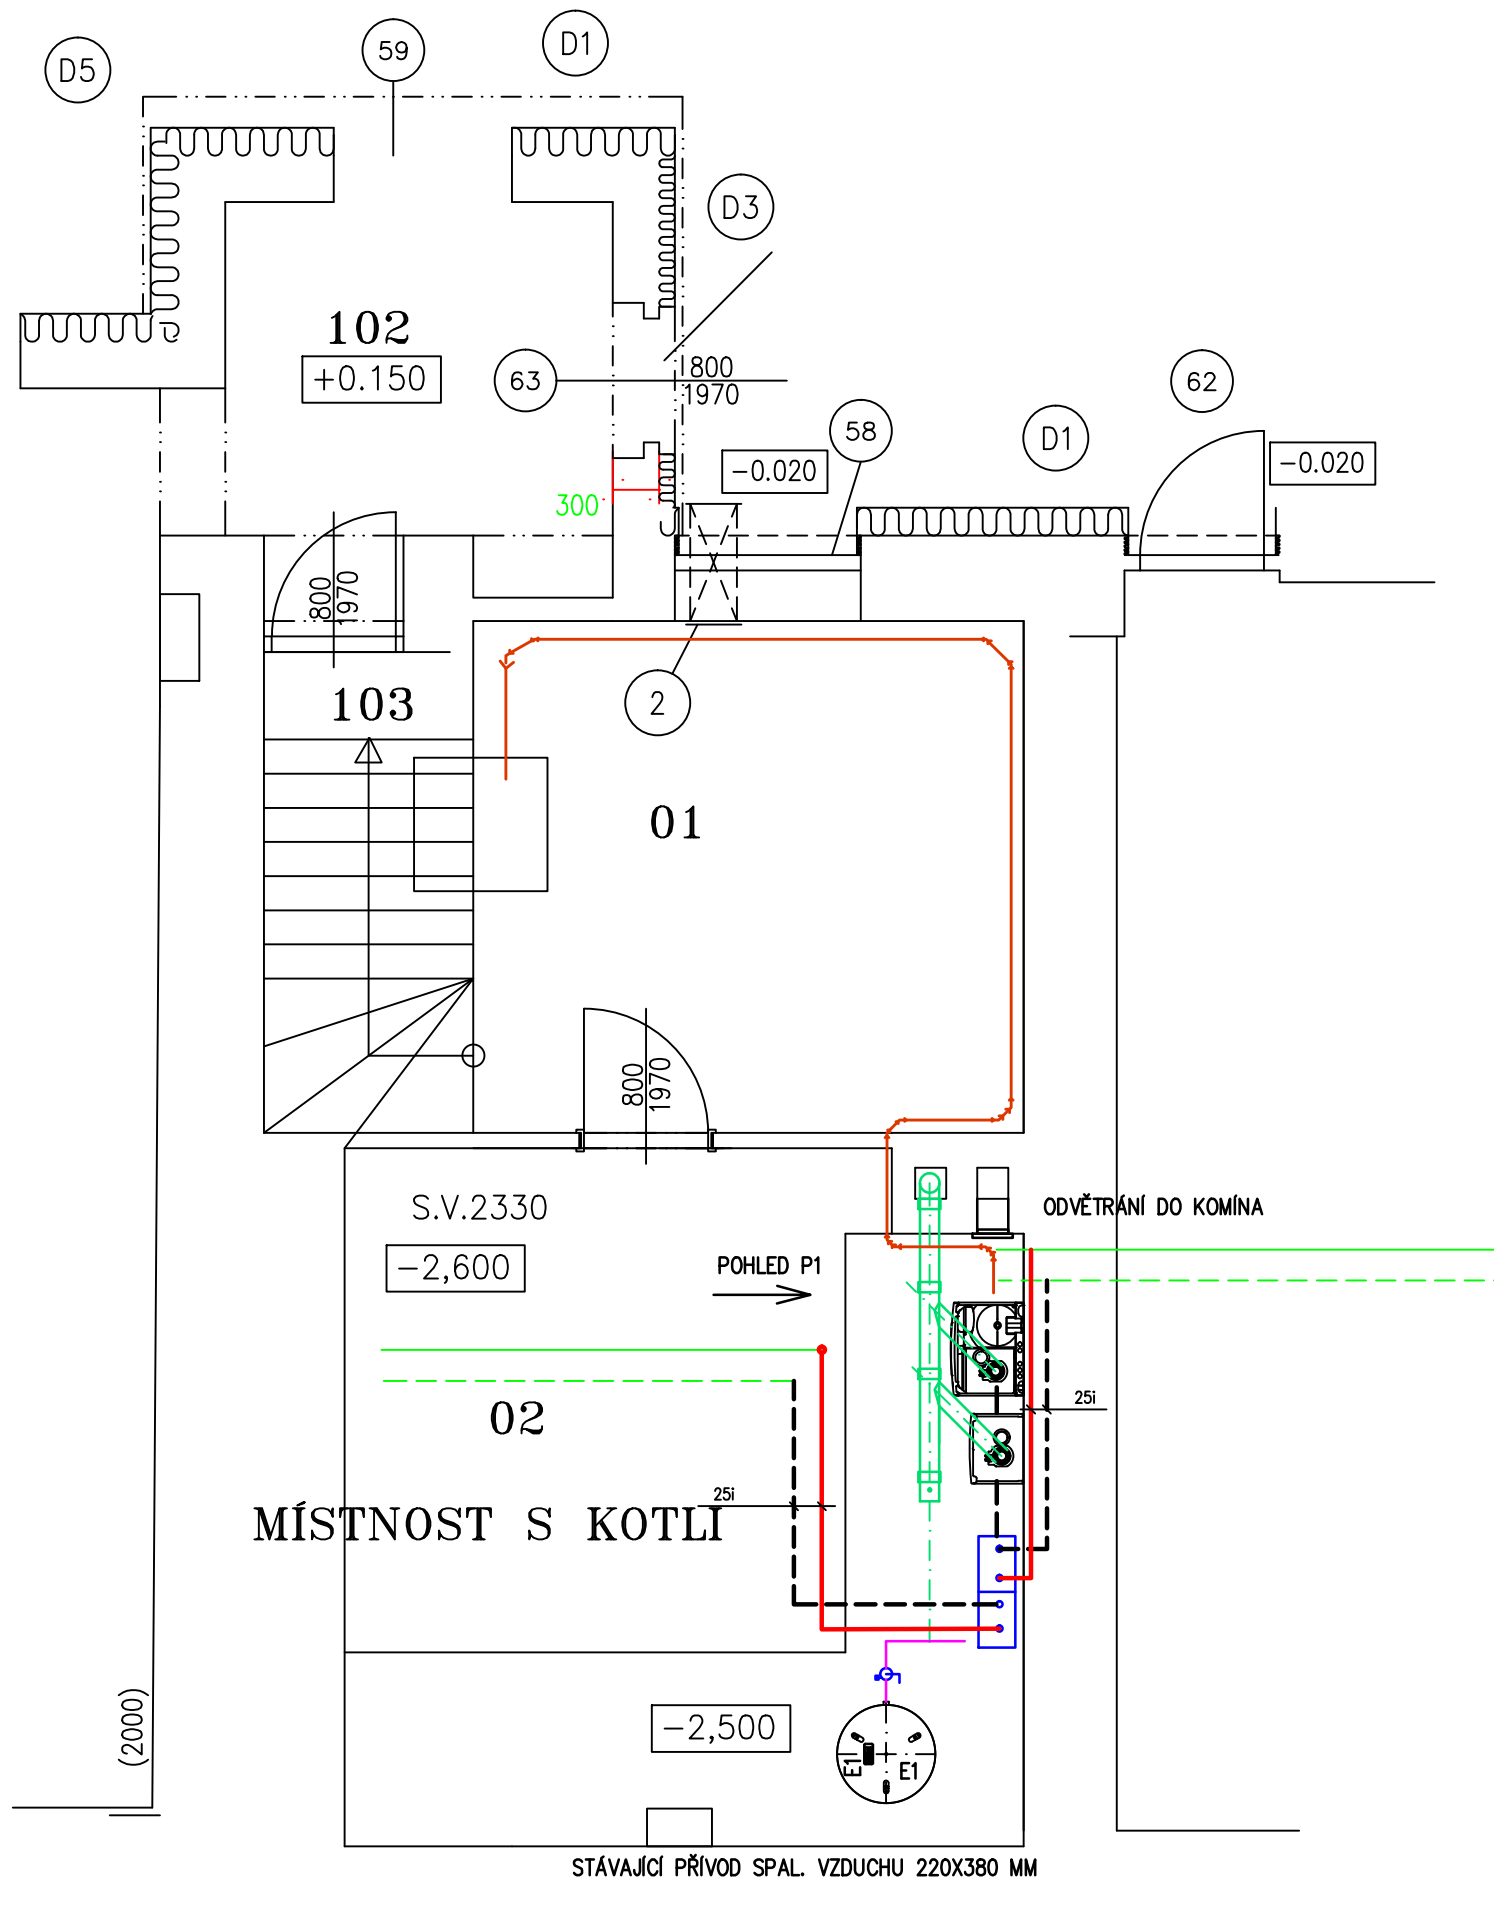 D5
59
D1
D3
102
+0.150
63
800
1970
58
D1
62
-0.020
-0.020
300
800
1970
103
2
01
800
1970
S.V.2330
-2,600
POHLED P1
ODVĚTRÁNÍ DO KOMÍNA
25i
02
25i
MÍSTNOST S KOTLI
(2000)
-2,500
E1
E1
STÁVAJÍCÍ PŘÍVOD SPAL. VZDUCHU 220X380 MM